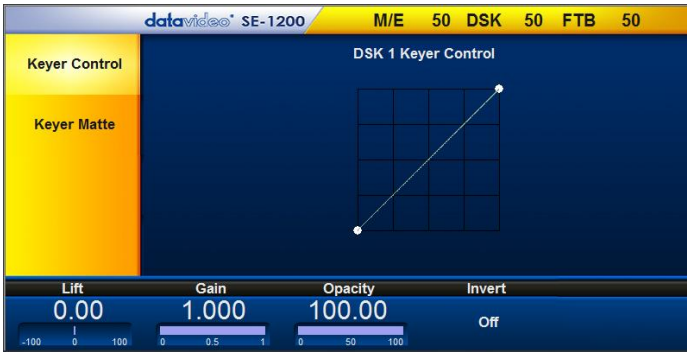 datavideo SE-1200 M/E 50 DSK 50 FTB 50
Keyer Control
Keyer Matte
DSK 1 Keyer Control
Lift Gain Opacity Invert
0.00 1.000 100.00 Off
-100 0 100 0 0.5 1 0 50 100